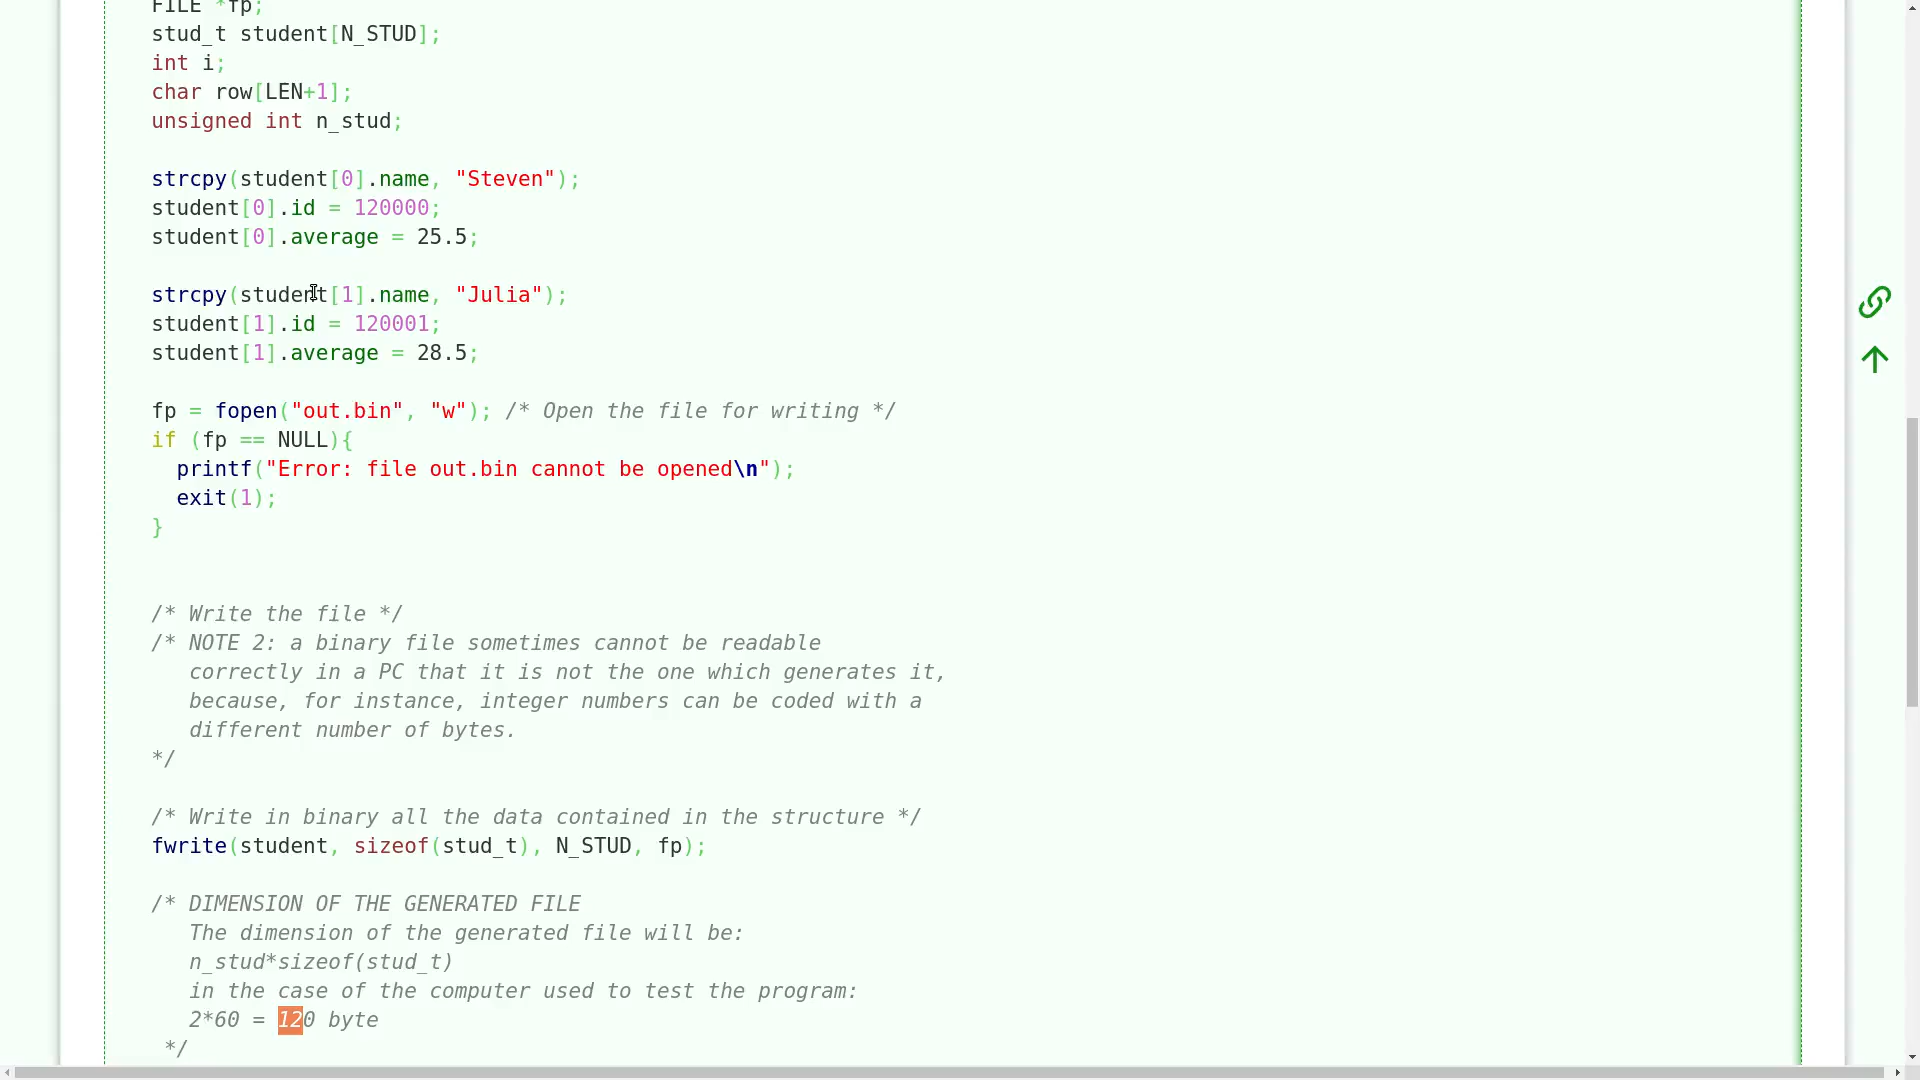 FILE *fp;
stud_t student[N_STUD];
int i;
char row[LEN+1];
unsigned int n_stud;
strcpy(student[0].name, "Steven");
student[0].id = 120000;
student[0].average = 25.5;
strcpy(student[1].name, "Julia");
student[1].id = 120001;
student[1].average = 28.5;
fp = fopen("out.bin", "w"); /* Open the file for writing */
if (fp == NULL){
printf("Error: file out.bin cannot be opened\n");
exit(1);
}
/* Write the file */
/* NOTE 2: a binary file sometimes cannot be readable
correctly in a PC that it is not the one which generates it,
because, for instance, integer numbers can be coded with a
different number of bytes.
*/
/* Write in binary all the data contained in the structure */
fwrite(student, sizeof(stud_t), N_STUD, fp);
/* DIMENSION OF THE GENERATED FILE
The dimension of the generated file will be:
n_stud*sizeof(stud_t)
in the case of the computer used to test the program:
2*60 = 120 byte
*/